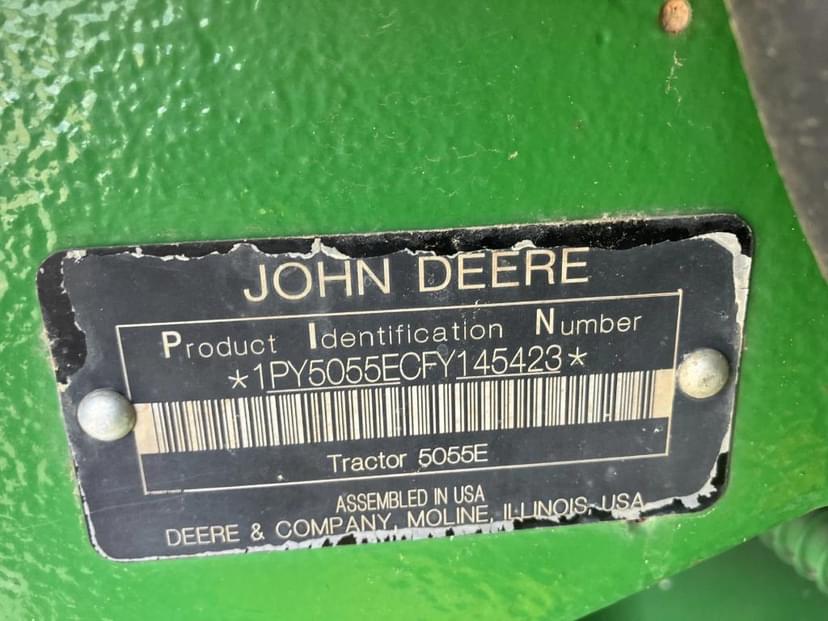 JOHN DEERE
Product Identification Number
*1PY5055ECFY145423*
Tractor 5055E
ASSEMBLED IN USA
DEERE & COMPANY, MOLINE, ILLINOIS, USA